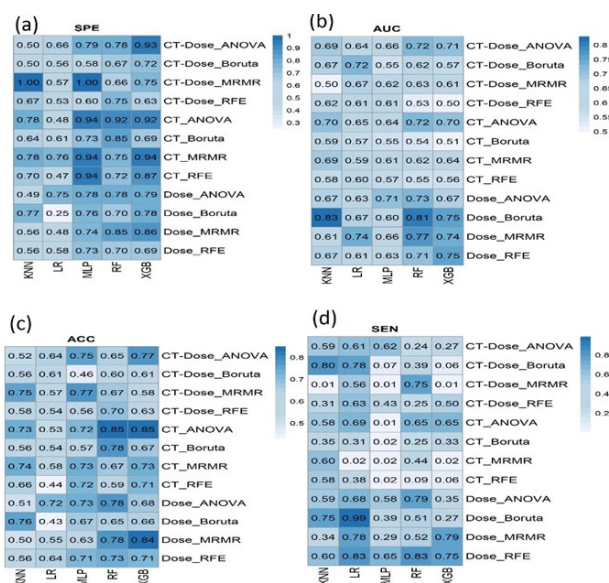 (a)
SPE
0.50 0.66 0.79 0.78 0.93 CT-Dose_ANOVA
0.50 0.56 0.58 0.67 0.72 CT-Dose_Boruta
1.00 0.57 1.00 0.66 0.75 CT-Dose_MRMR
0.67 0.53 0.60 0.75 0.63 CT-Dose_RFE
0.78 0.48 0.94 0.92 0.92 CT_ANOVA
0.64 0.61 0.73 0.85 0.69 CT_Boruta
0.78 0.76 0.94 0.75 0.94 CT_MRMR
0.70 0.47 0.94 0.72 0.87 CT_RFE
0.49 0.75 0.78 0.78 0.79 Dose_ANOVA
0.77 0.25 0.76 0.70 0.78 Dose_Boruta
0.56 0.48 0.74 0.85 0.86 Dose_MRMR
0.56 0.58 0.73 0.70 0.69 Dose_RFE
KNN LR MLP RF XGB
1
0.9
0.8
0.7
0.6
0.5
0.4
0.3
(b)
AUC
0.69 0.64 0.66 0.72 0.71 CT-Dose_ANOVA
0.67 0.72 0.55 0.62 0.57 CT-Dose_Boruta
0.50 0.67 0.62 0.63 0.61 CT-Dose_MRMR
0.62 0.61 0.61 0.53 0.50 CT-Dose_RFE
0.70 0.65 0.64 0.72 0.70 CT_ANOVA
0.59 0.57 0.55 0.54 0.51 CT_Boruta
0.69 0.59 0.61 0.62 0.64 CT_MRMR
0.58 0.60 0.57 0.55 0.56 CT_RFE
0.67 0.63 0.71 0.73 0.67 Dose_ANOVA
0.83 0.67 0.60 0.81 0.75 Dose_Boruta
0.61 0.74 0.66 0.77 0.74 Dose_MRMR
0.67 0.61 0.63 0.71 0.75 Dose_RFE
KNN LR MLP RF XGB
0.8
0.75
0.7
0.65
0.6
0.55
0.5
(c)
ACC
0.52 0.64 0.75 0.65 0.77 CT-Dose_ANOVA
0.56 0.61 0.46 0.60 0.61 CT-Dose_Boruta
0.75 0.57 0.77 0.67 0.58 CT-Dose_MRMR
0.58 0.54 0.56 0.70 0.63 CT-Dose_RFE
0.73 0.53 0.72 0.85 0.85 CT_ANOVA
0.56 0.54 0.57 0.78 0.67 CT_Boruta
0.74 0.58 0.73 0.67 0.73 CT_MRMR
0.66 0.44 0.72 0.59 0.71 CT_RFE
0.51 0.72 0.73 0.78 0.68 Dose_ANOVA
0.76 0.43 0.67 0.65 0.66 Dose_Boruta
0.50 0.55 0.63 0.78 0.84 Dose_MRMR
0.56 0.64 0.71 0.73 0.71 Dose_RFE
KNN LR MLP RF XGB
0.8
0.7
0.6
0.5
(d)
SEN
0.59 0.61 0.62 0.24 0.27 CT-Dose_ANOVA
0.80 0.78 0.07 0.39 0.06 CT-Dose_Boruta
0.01 0.56 0.01 0.75 0.01 CT-Dose_MRMR
0.31 0.63 0.43 0.25 0.50 CT-Dose_RFE
0.58 0.69 0.01 0.65 0.65 CT_ANOVA
0.35 0.31 0.02 0.25 0.33 CT_Boruta
0.60 0.02 0.02 0.44 0.02 CT_MRMR
0.58 0.38 0.02 0.09 0.06 CT_RFE
0.59 0.68 0.58 0.79 0.35 Dose_ANOVA
0.75 0.99 0.39 0.51 0.27 Dose_Boruta
0.34 0.78 0.29 0.52 0.79 Dose_MRMR
0.60 0.83 0.65 0.83 0.75 Dose_RFE
KNN LR MLP RF XGB
0.8
0.6
0.4
0.2